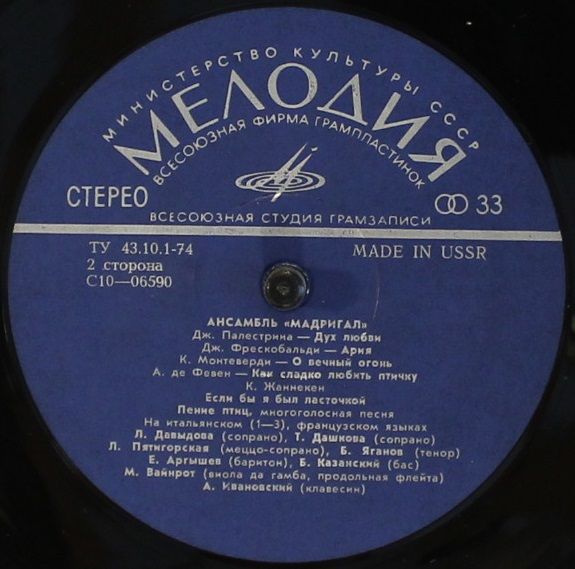 МИНИСТЕРСТВО КУЛЬТУРЫ СССР
МЕЛОДИЯ
ВСЕСОЮЗНАЯ ФИРМА ГРАМПЛАСТИНОК
СТЕРЕО
33
ВСЕСОЮЗНАЯ СТУДИЯ ГРАМЗАПИСИ
ТУ 43.10.1-74
MADE IN USSR
2 сторона
С10—06590
АНСАМБЛЬ «МАДРИГАЛ»
Дж. Палестрина — Дух любви
Дж. Фрескобальди — Ария
К. Монтеверди — О вечный огонь
А. де Февен — Как сладко любить птичку
К. Жаннекен
Если бы я был ласточкой
Пение птиц, многоголосная песня
На итальянском (1—3), французском языках
Л. Давыдова (сопрано), Т. Дашкова (сопрано)
Л. Пятигорская (меццо-сопрано), Б. Яганов (тенор)
Е. Аргышев (баритон), Б. Казанский (бас)
М. Вайнрот (виола да гамба, продольная флейта)
А. Ивановский (клавесин)